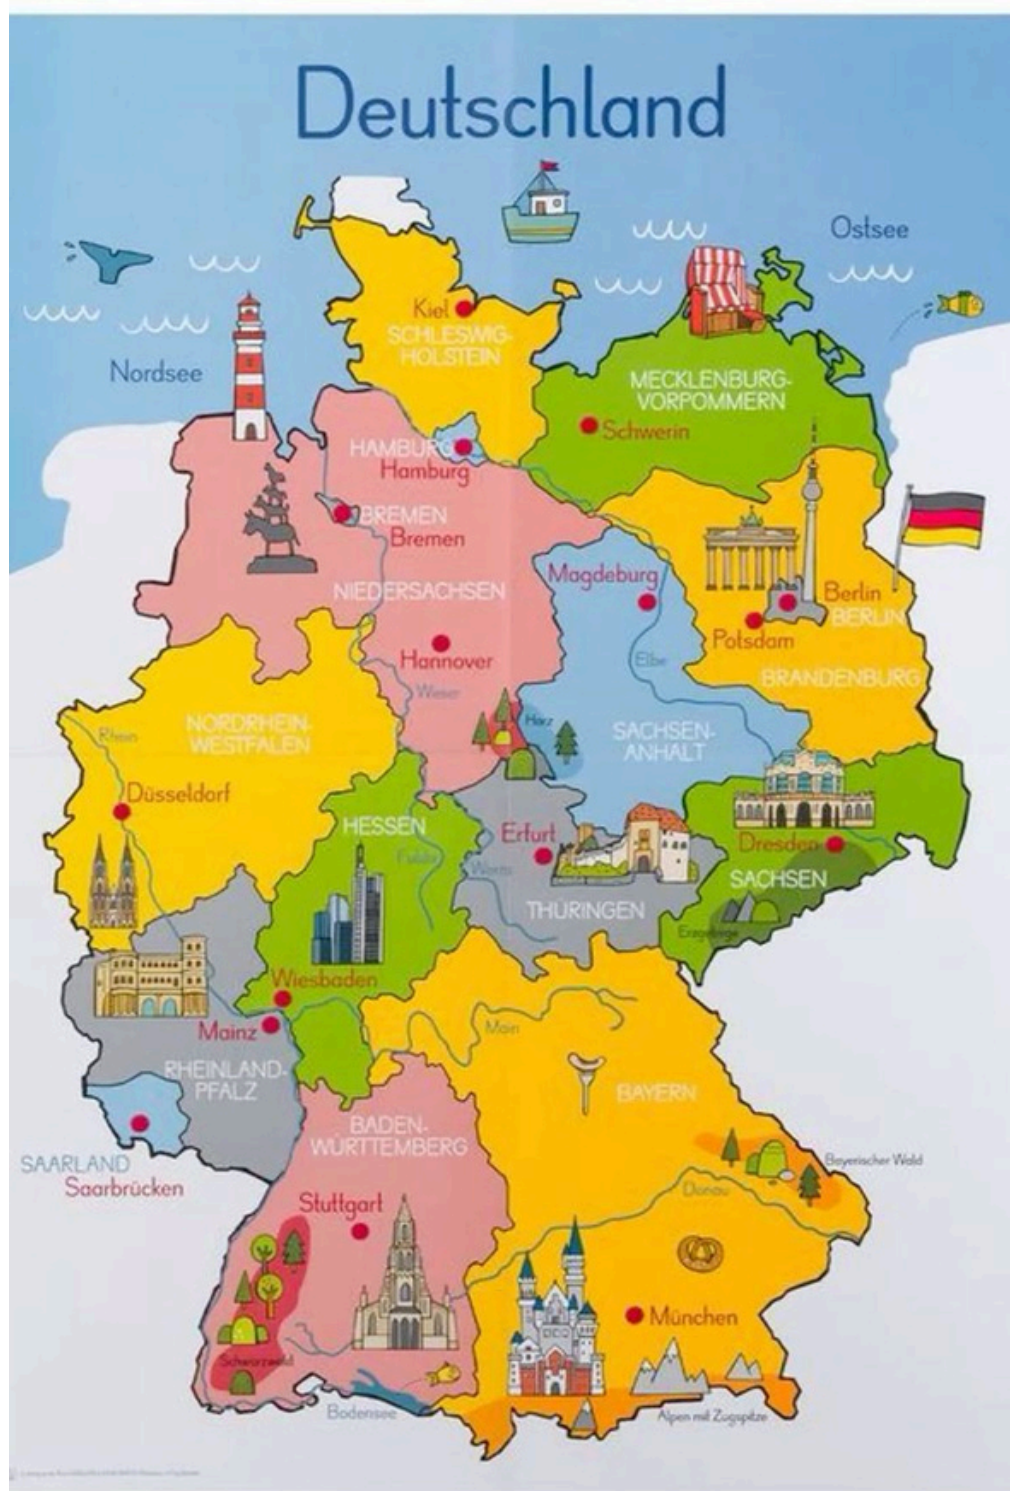 Deutschland
Ostsee
Nordsee
Kiel
SCHLESWIG-
HOLSTEIN
MECKLENBURG-
VORPOMMERN
Schwerin
HAMBURG
Hamburg
BREMEN
Bremen
NIEDERSACHSEN
Magdeburg
Berlin
BERLIN
Potsdam
Hannover
Elbe
BRANDENBURG
Weser
Harz
SACHSEN-
ANHALT
NORDRHEIN-
WESTFALEN
Rhein
Düsseldorf
HESSEN
Fulda
Erfurt
Werra
THÜRINGEN
Dresden
SACHSEN
Erzgebirge
Wiesbaden
Mainz
Main
RHEINLAND-
PFALZ
BAYERN
BADEN-
WÜRTTEMBERG
SAARLAND
Saarbrücken
Bayerischer Wald
Donau
Stuttgart
München
Schwarzwald
Bodensee
Alpen mit Zugspitze